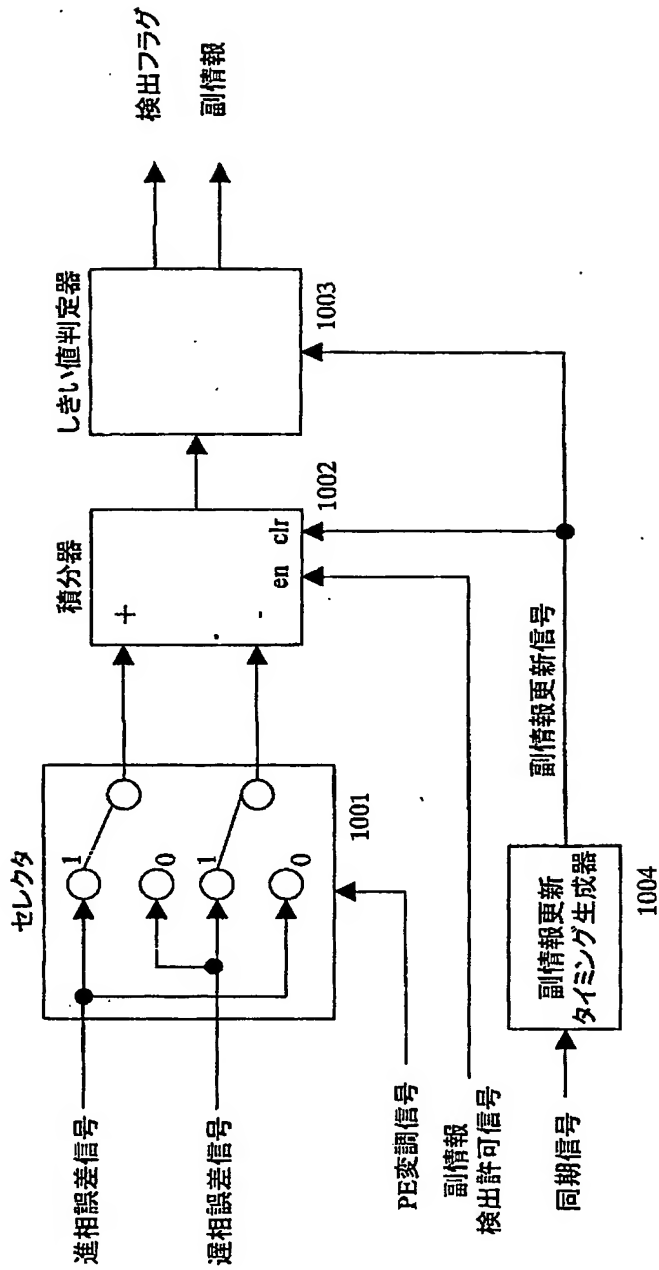 進相誤差信号
遅相誤差信号
PE変調信号
副情報
検出許可信号
同期信号
セレクタ
1
0
1
0
1001
積分器
+
-
en
clr
1002
しきい値判定器
1003
検出フラグ
副情報
副情報更新
タイミング生成器
1004
副情報更新信号